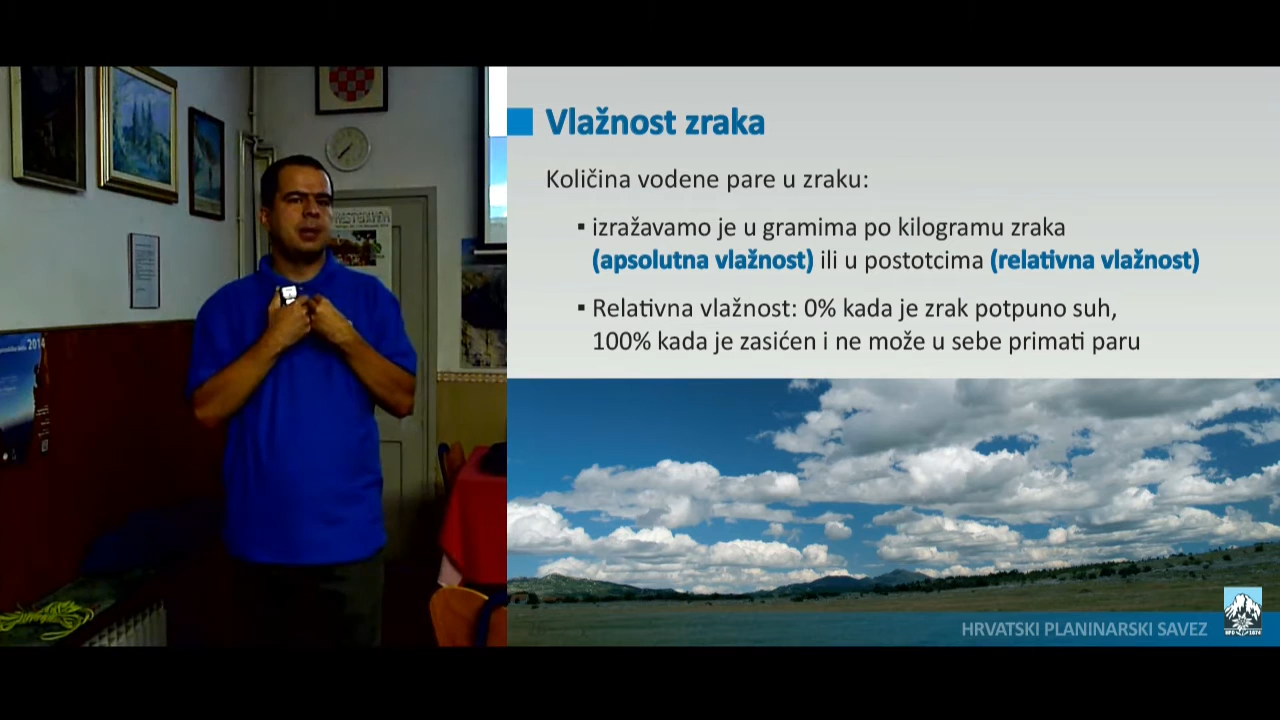 Vlažnost zraka
Količina vodene pare u zraku:
▪ izražavamo je u gramima po kilogramu zraka
(apsolutna vlažnost) ili u postotcima (relativna vlažnost)
▪ Relativna vlažnost: 0% kada je zrak potpuno suh,
100% kada je zasićen i ne može u sebe primati paru
HRVATSKI PLANINARSKI SAVEZ
HPD 1874
2014